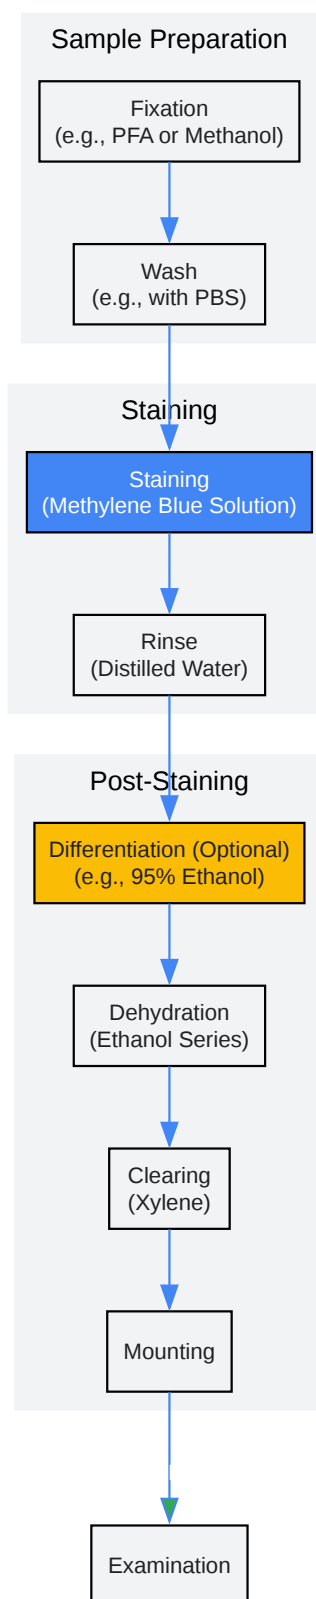 Sample Preparation
Fixation
(e.g., PFA or Methanol)
Wash
(e.g., with PBS)
Staining
Staining
(Methylene Blue Solution)
Rinse
(Distilled Water)
Post-Staining
Differentiation (Optional)
(e.g., 95% Ethanol)
Dehydration
(Ethanol Series)
Clearing
(Xylene)
Mounting
Examination